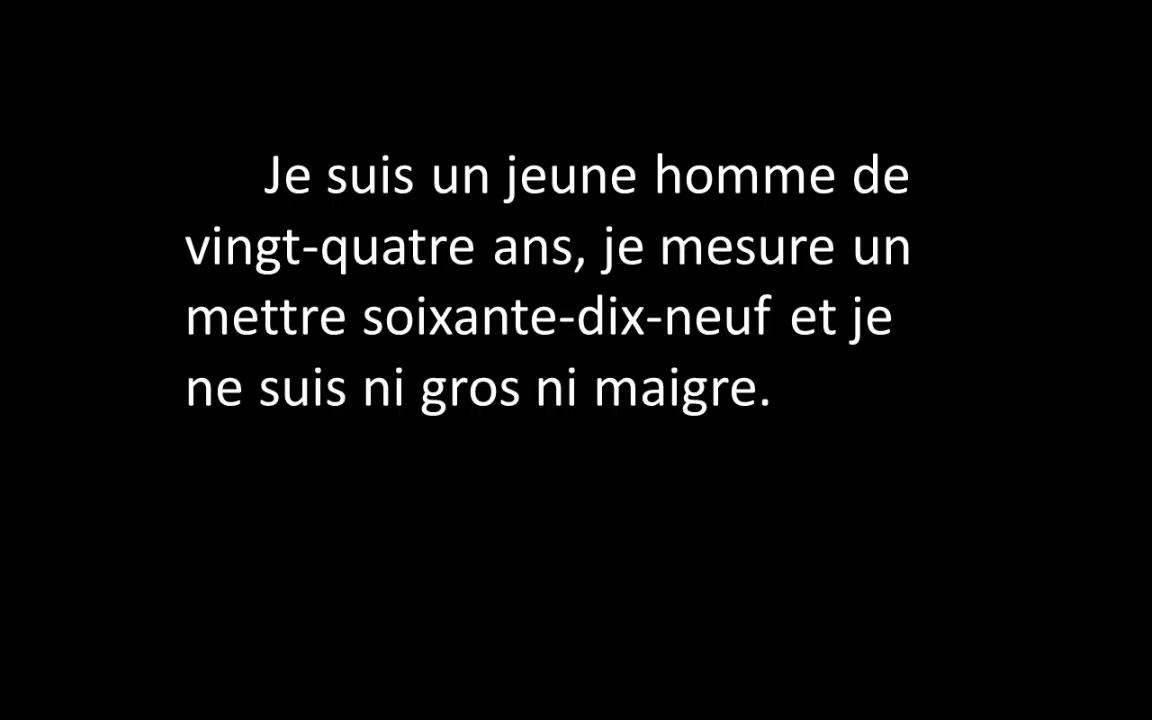 Je suis un jeune homme de
vingt-quatre ans, je mesure un
mettre soixante-dix-neuf et je
ne suis ni gros ni maigre.